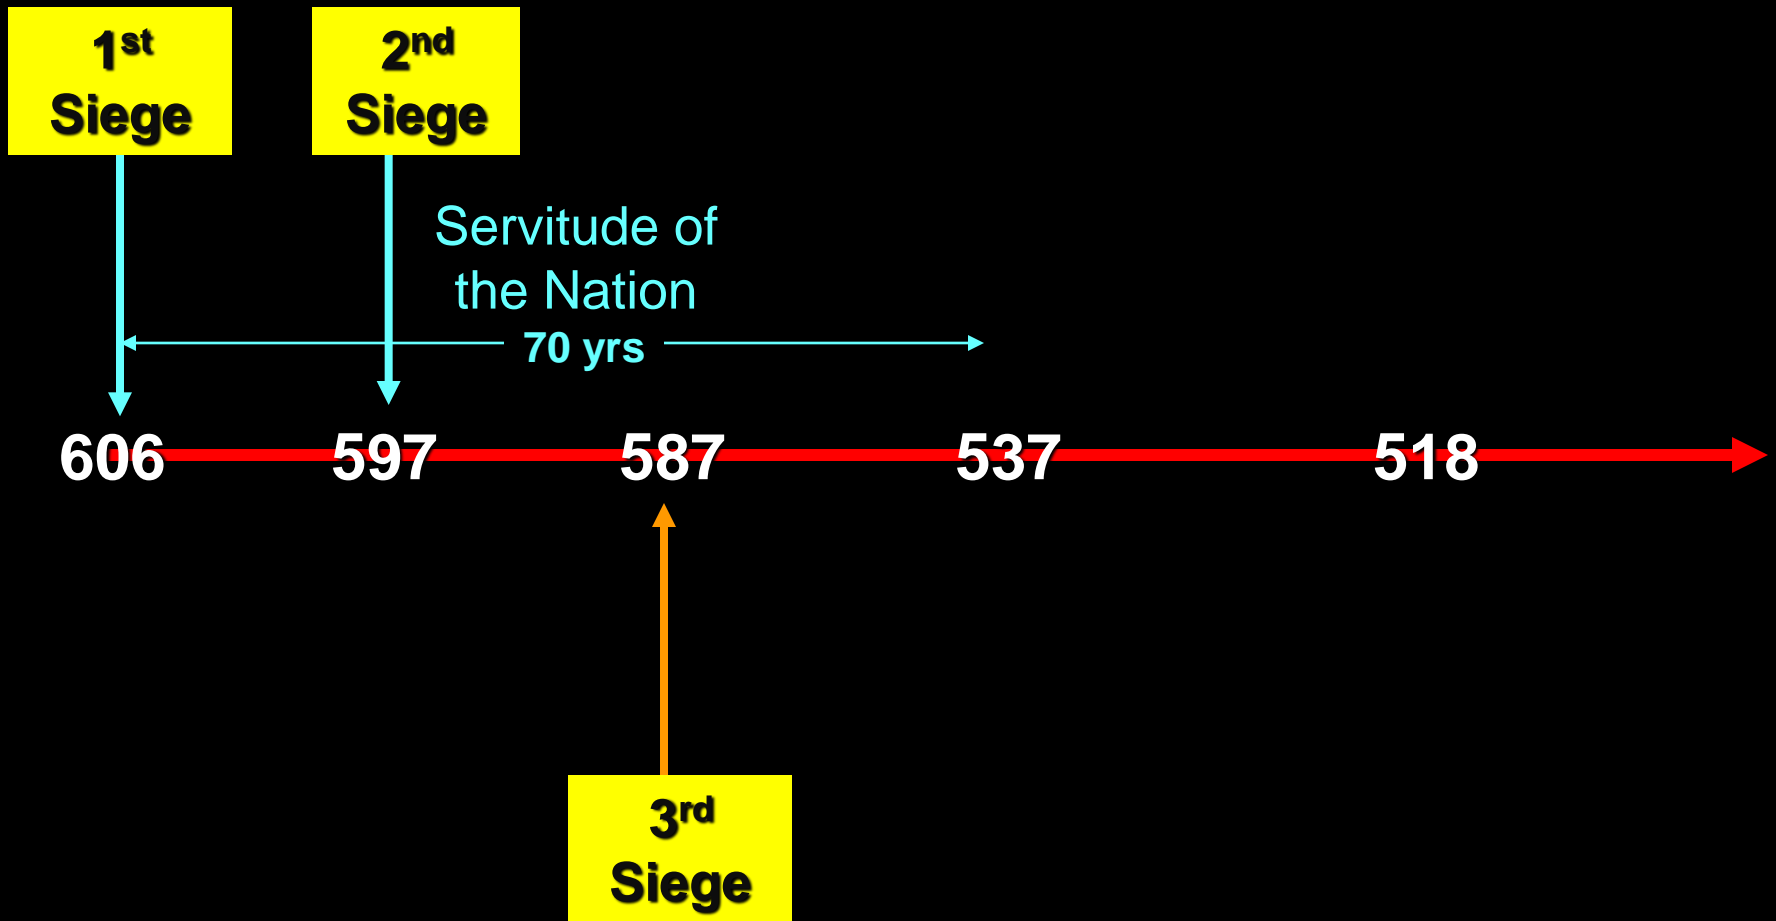 1st
Siege
2nd
Siege
Servitude of
the Nation
70 yrs
606 597 587 537 518
3rd
Siege